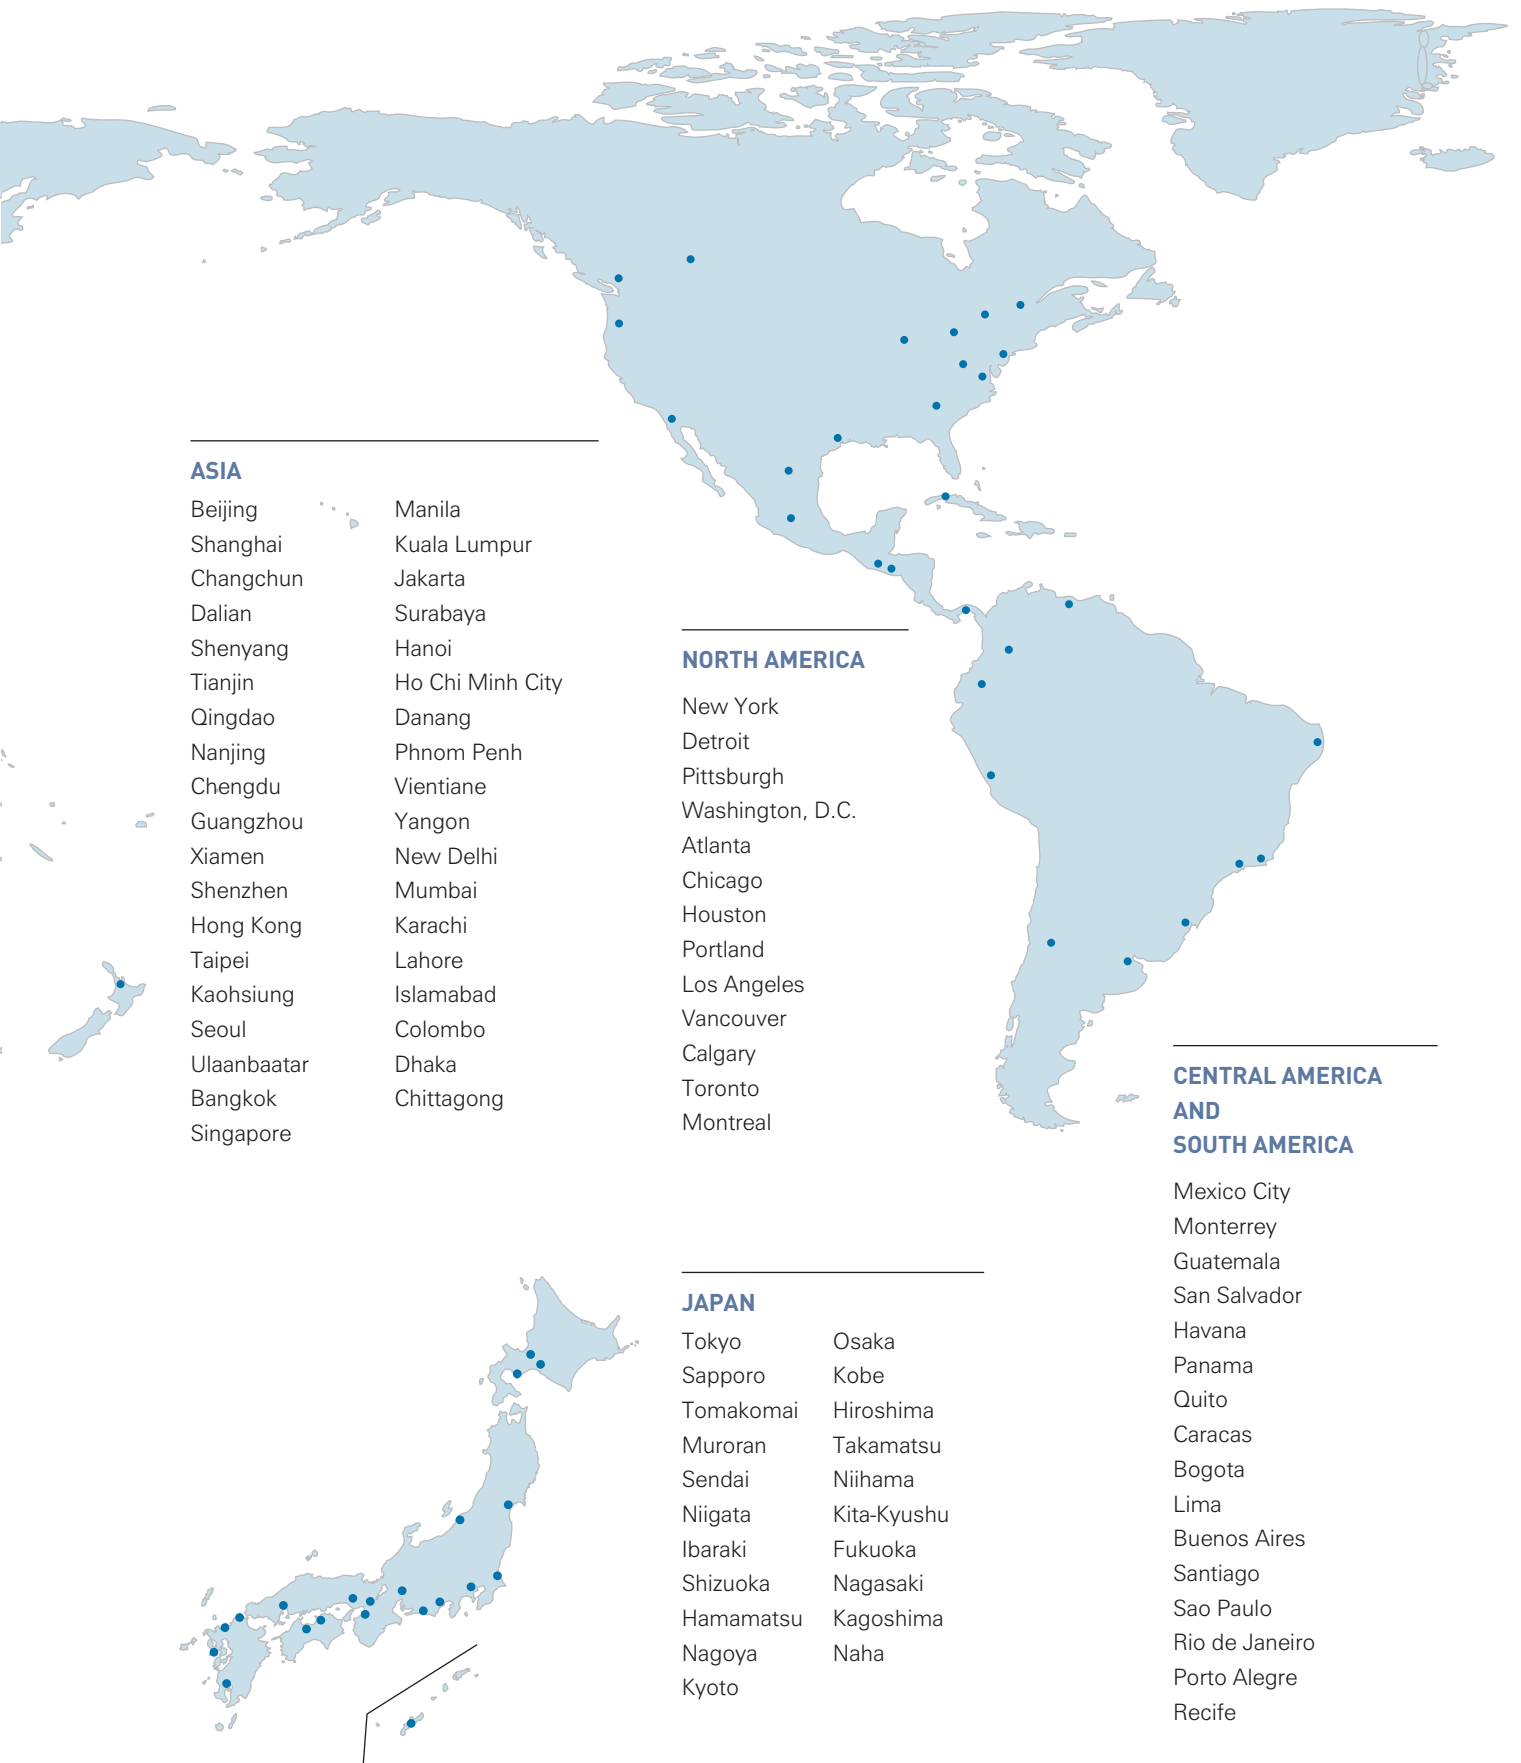 ASIA
Beijing
Shanghai
Changchun
Dalian
Shenyang
Tianjin
Qingdao
Nanjing
Chengdu
Guangzhou
Xiamen
Shenzhen
Hong Kong
Taipei
Kaohsiung
Seoul
Ulaanbaatar
Bangkok
Singapore
Manila
Kuala Lumpur
Jakarta
Surabaya
Hanoi
Ho Chi Minh City
Danang
Phnom Penh
Vientiane
Yangon
New Delhi
Mumbai
Karachi
Lahore
Islamabad
Colombo
Dhaka
Chittagong
NORTH AMERICA
New York
Detroit
Pittsburgh
Washington, D.C.
Atlanta
Chicago
Houston
Portland
Los Angeles
Vancouver
Calgary
Toronto
Montreal
CENTRAL AMERICA
AND
SOUTH AMERICA
Mexico City
Monterrey
Guatemala
San Salvador
Havana
Panama
Quito
Caracas
Bogota
Lima
Buenos Aires
Santiago
Sao Paulo
Rio de Janeiro
Porto Alegre
Recife
JAPAN
Tokyo
Sapporo
Tomakomai
Muroran
Sendai
Niigata
Ibaraki
Shizuoka
Hamamatsu
Nagoya
Kyoto
Osaka
Kobe
Hiroshima
Takamatsu
Niihama
Kita-Kyushu
Fukuoka
Nagasaki
Kagoshima
Naha